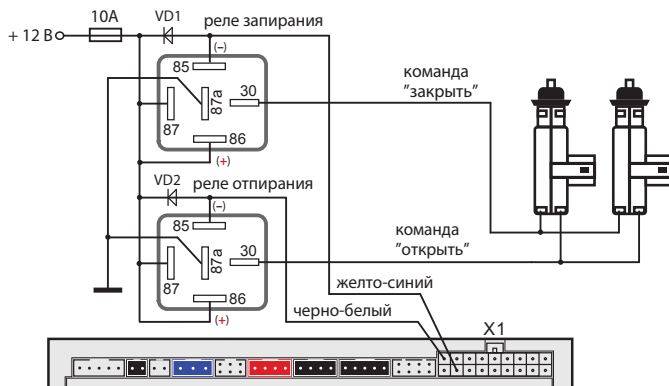 10А
VD1
реле запирания
+ 12 В
(–)
85
команда
"закрыть"
30
87а
87
86
(+)
VD2
реле отпирания
(–)
85
команда
"открыть"
30
87а
87
86
(+)
желто-синий
черно-белый
X1